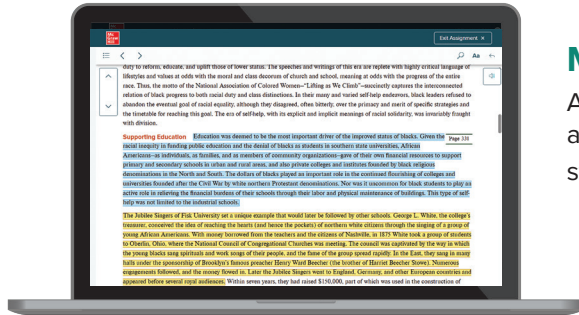 Mc
Graw
Hill
Exit Assignment ×
Aa
duty to reform, educate, and uplift those of lower status. The speeches and writings of this era are replete with highly critical language of
lifestyles and values at odds with the moral and class decorum of church and school, meaning at odds with the progress of the entire
race. Thus, the motto of the National Association of Colored Women–"Lifting as We Climb"–succinctly captures the interconnected
relation of black progress to both racial duty and class distinctions. In their many and varied self-help endeavors, black leaders refused to
abandon the eventual goal of racial equality, although they disagreed, often bitterly, over the primacy and merit of specific strategies and
the timetable for reaching this goal. The era of self-help, with its explicit and implicit meanings of racial solidarity, was invariably fraught
with division.
Supporting Education Education was deemed to be the most important driver of the improved status of blacks. Given the
Page 331
racial inequity in funding public education and the denial of blacks as students in southern state universities, African
Americans–as individuals, as families, and as members of community organizations–gave of their own financial resources to support
primary and secondary schools in urban and rural areas, and also private colleges and institutes founded by black religious
denominations in the North and South. The dollars of blacks played an important role in the continued flourishing of colleges and
universities founded after the Civil War by white northern Protestant denominations. Nor was it uncommon for black students to play an
active role in relieving the financial burdens of their schools through their labor and physical maintenance of buildings. This type of self-
help was not limited to the industrial schools.
The Jubilee Singers of Fisk University set a unique example that would later be followed by other schools. George L. White, the college's
treasurer, conceived the idea of reaching the hearts (and hence the pockets) of northern white citizens through the singing of a group of
young African Americans. With money borrowed from the teachers and the citizens of Nashville, in 1875 White took a group of students
to Oberlin, Ohio, where the National Council of Congregational Churches was meeting. The council was captivated by the way in which
the young blacks sang spirituals and work songs of their people, and the fame of the group spread rapidly. In the East, they sang in many
halls under the sponsorship of Brooklyn's famous preacher Henry Ward Beecher (the brother of Harriet Beecher Stowe). Numerous
engagements followed, and the money flowed in. Later the Jubilee Singers went to England, Germany, and other European countries and
appeared before several royal audiences. Within seven years, they had raised $150,000, part of which was used in the construction of
M
A
a
s